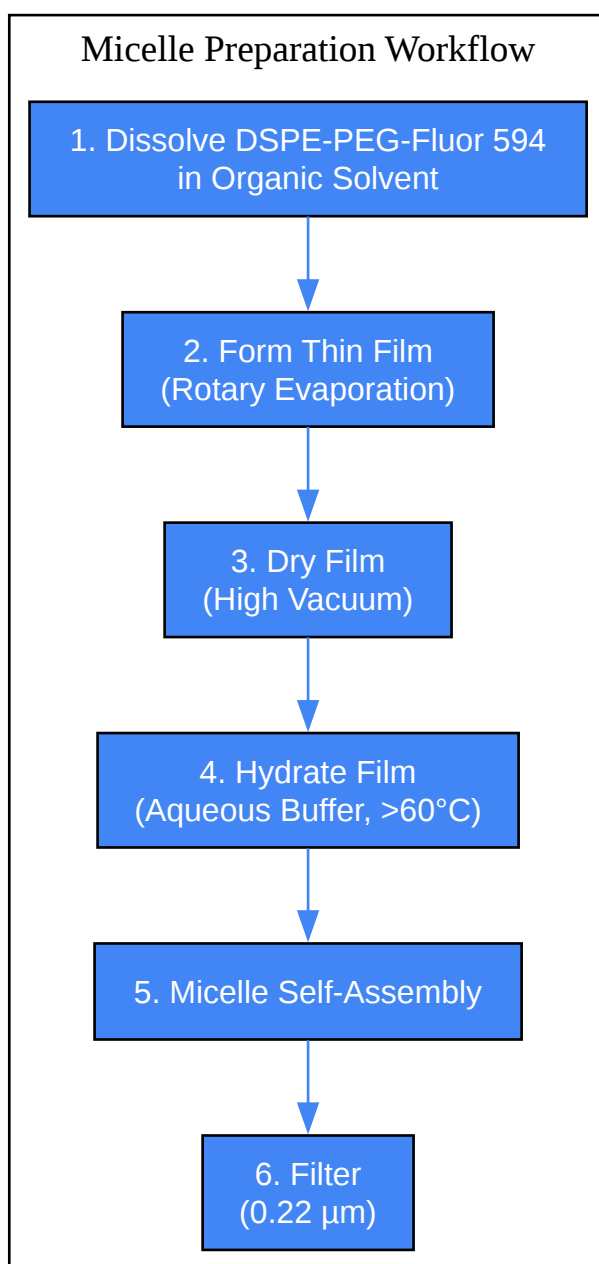 Micelle Preparation Workflow
1. Dissolve DSPE-PEG-Fluor 594
in Organic Solvent
2. Form Thin Film
(Rotary Evaporation)
3. Dry Film
(High Vacuum)
4. Hydrate Film
(Aqueous Buffer, >60°C)
5. Micelle Self-Assembly
6. Filter
(0.22 µm)